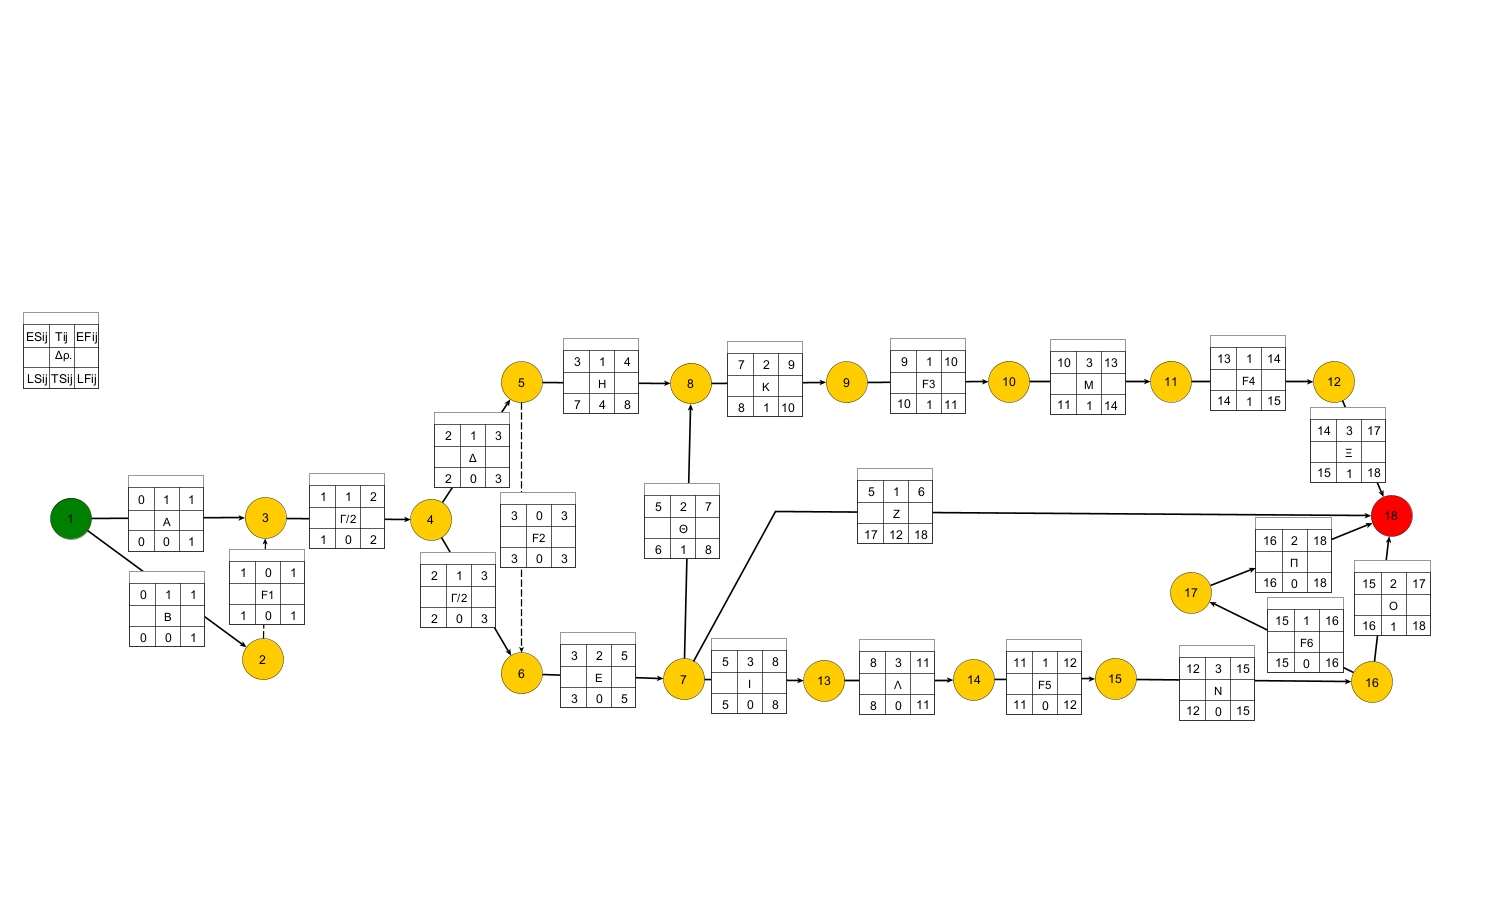 ESij Tij EFij
Δρ.
LSij TSij LFij
1
0 1 1
A
0 0 1
0 1 1
B
0 0 1
2
1 0 1
F1
1 0 1
3
1 1 2
Γ/2
1 0 2
4
2 1 3
Δ
2 0 3
2 1 3
Γ/2
2 0 3
5
3 0 3
F2
3 0 3
6
3 1 4
H
7 4 8
3 2 5
E
3 0 5
7
5 2 7
Θ
6 1 8
8
7 2 9
K
8 1 10
9
9 1 10
F3
10 1 11
10
10 3 13
M
11 1 14
11
13 1 14
F4
14 1 15
12
14 3 17
Ξ
15 1 18
5 1 6
Z
17 12 18
18
5 3 8
I
5 0 8
13
8 3 11
Λ
8 0 11
14
11 1 12
F5
11 0 12
15
12 3 15
N
12 0 15
16
15 1 16
F6
15 0 16
17
16 2 18
Π
16 0 18
15 2 17
O
16 1 18